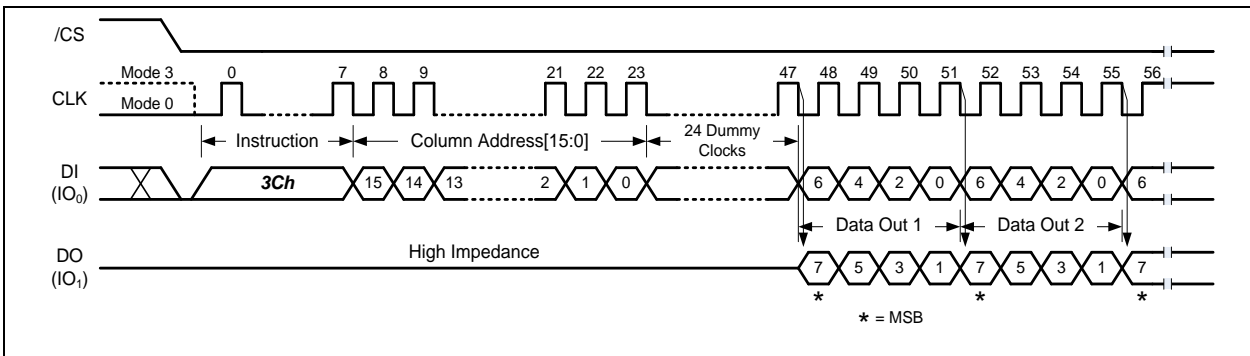 /CS
Mode 3 0 7 8 9 21 22 23 47 48 49 50 51 52 53 54 55 56
CLK
Mode 0
Instruction Column Address[15:0] 24 Dummy Clocks
DI
(IO₀)
3Ch 15 14 13 2 1 0 6 4 2 0 6 4 2 0 6
Data Out 1 Data Out 2
DO
(IO₁)
High Impedance
7 5 3 1 7 5 3 1 7
* * *
* = MSB